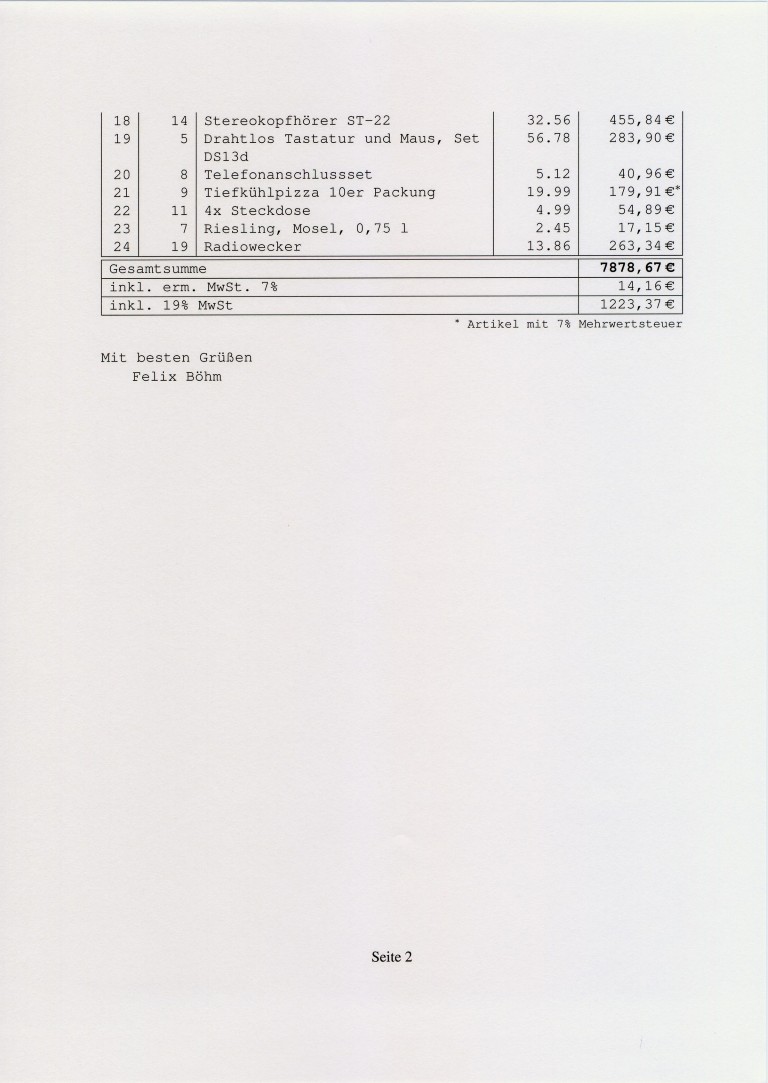 18 14 Stereokopfhörer ST-22 32.56 455,84€
19 5 Drahtlos Tastatur und Maus, Set 56.78 283,90€
DS13d
20 8 Telefonanschlussset 5.12 40,96€
21 9 Tiefkühlpizza 10er Packung 19.99 179,91€*
22 11 4x Steckdose 4.99 54,89€
23 7 Riesling, Mosel, 0,75 l 2.45 17,15€
24 19 Radiowecker 13.86 263,34€
Gesamtsumme 7878,67€
inkl. erm. MwSt. 7% 14,16€
inkl. 19% MwSt 1223,37€
* Artikel mit 7% Mehrwertsteuer
Mit besten Grüßen
Felix Böhm
Seite 2